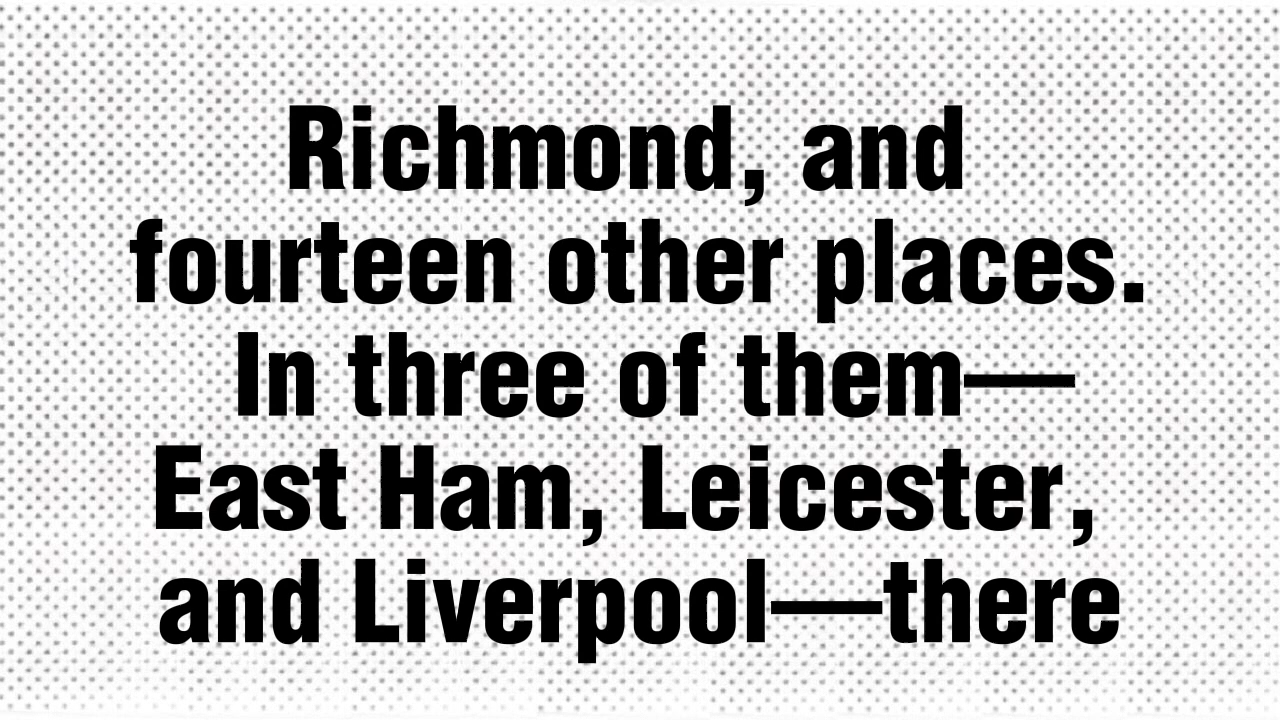 Richmond, and
fourteen other places.
In three of them—
East Ham, Leicester,
and Liverpool—there